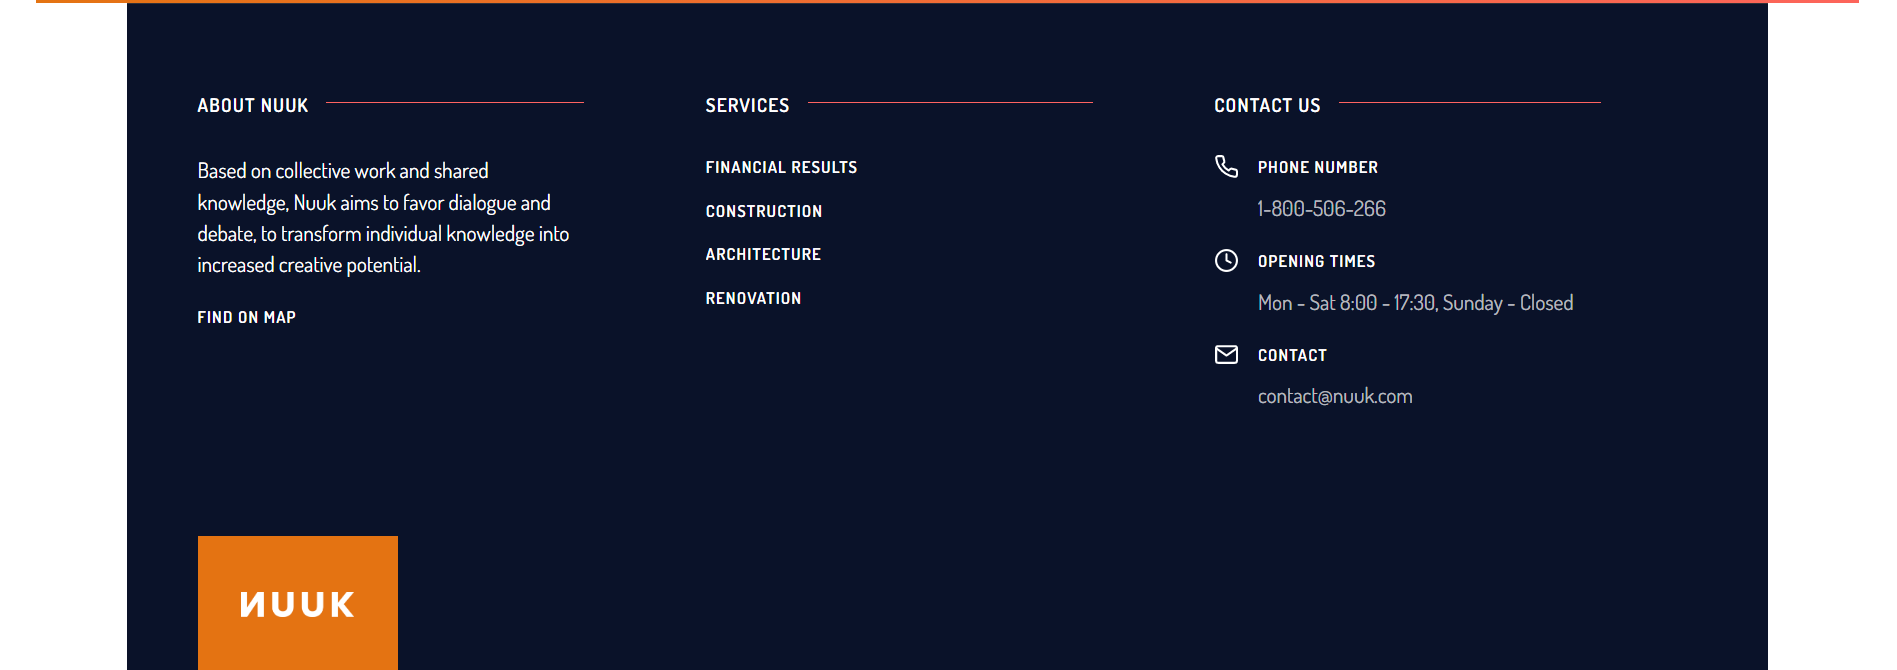 ABOUT NUUK
Based on collective work and shared
knowledge, Nuuk aims to favor dialogue and
debate, to transform individual knowledge into
increased creative potential.
FIND ON MAP
SERVICES
FINANCIAL RESULTS
CONSTRUCTION
ARCHITECTURE
RENOVATION
CONTACT US
PHONE NUMBER
1-800-506-266
OPENING TIMES
Mon - Sat 8:00 - 17:30, Sunday - Closed
CONTACT
contact@nuuk.com
NUUK